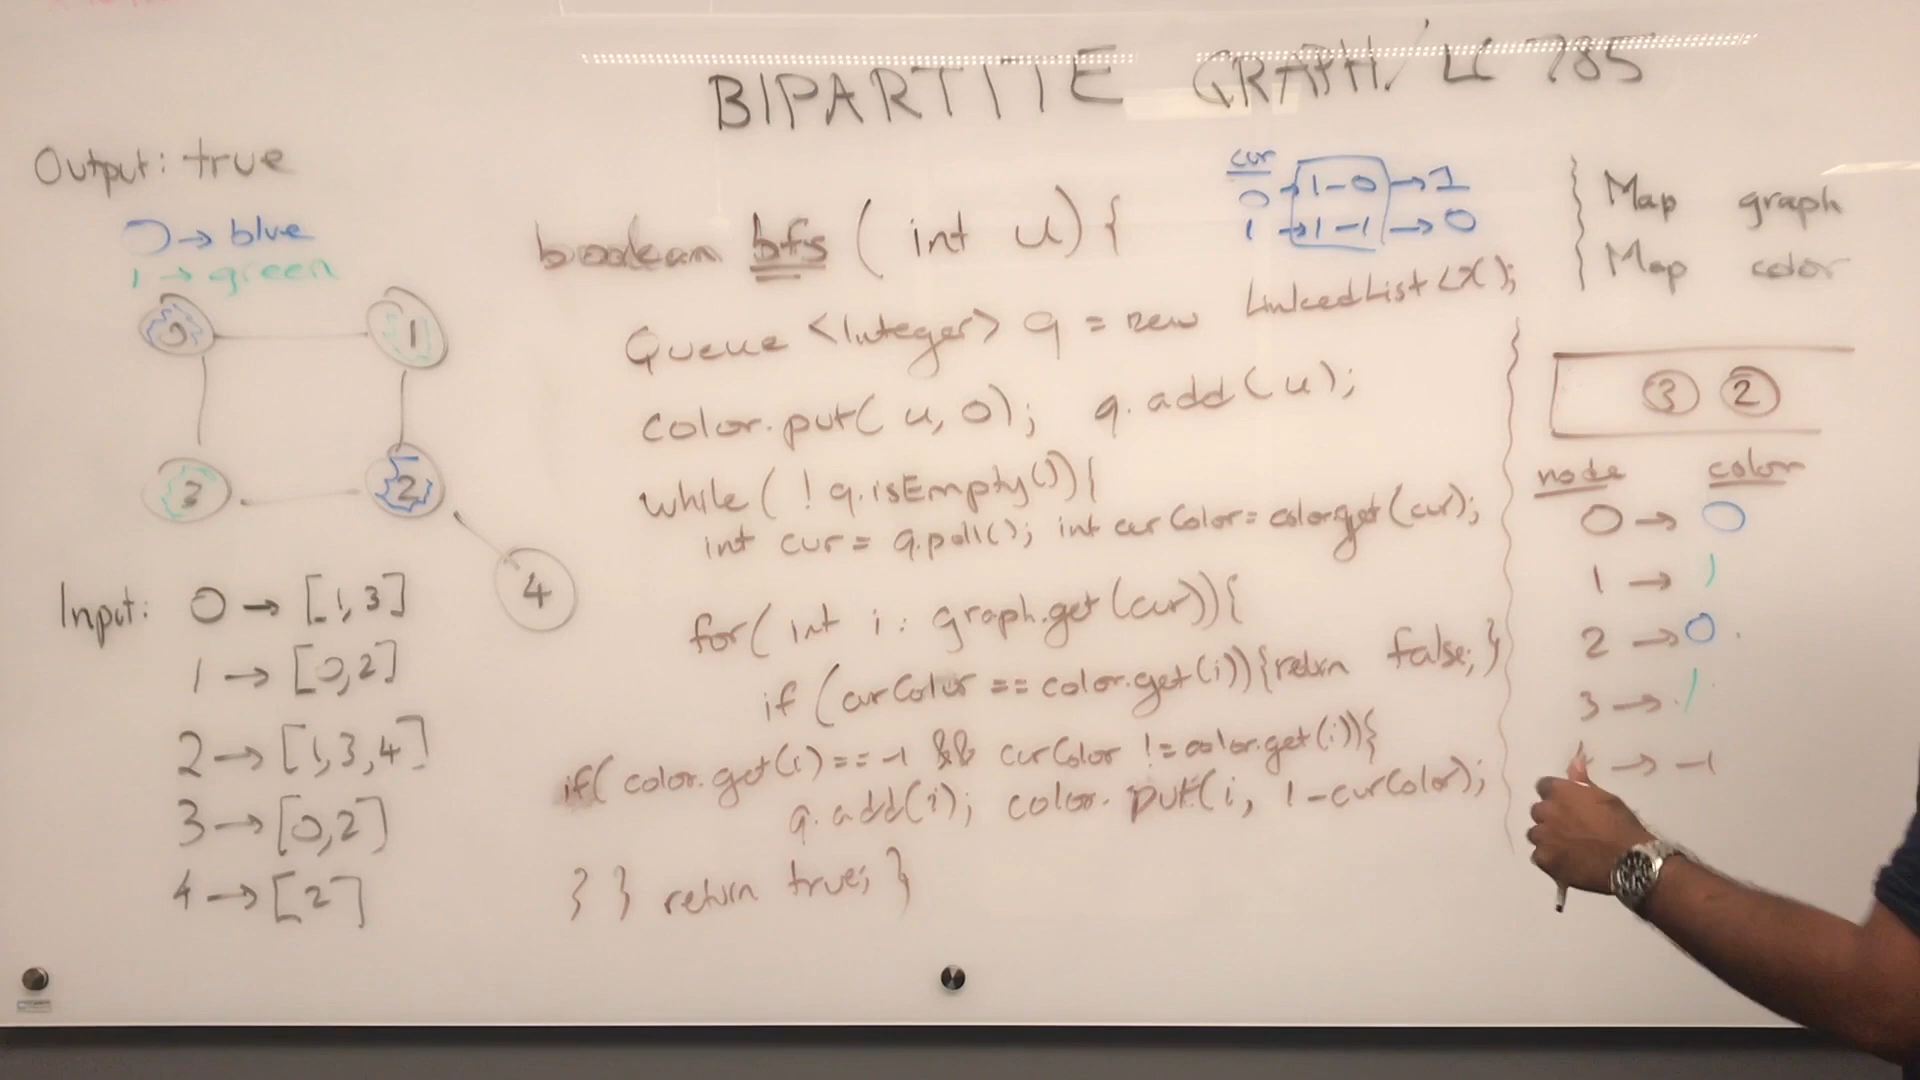 BIPARTITE GRAPH/ LC 785
Output: true
0 → blue
1 → green
0
1
3
2
4
Input: 0 → [1,3]
1 → [0,2]
2 → [1,3,4]
3 → [0,2]
4 → [2]
boolean bfs ( int u) {
Queue <Integer> q = new LinkedList<>();
color.put( u, 0); q.add(u);
while( ! q.isEmpty()){
int cur = q.poll(); int curColor = color.get(cur);
for( int i : graph.get(cur)){
if (curColor == color.get(i)){return false; }
if( color.get(i) == -1 && curColor != color.get(i)){
q.add(i); color. put(i, 1-curColor);
} } return true; }
cur
0 → 1-0 → 1
1 → 1-1 → 0
Map graph
Map color
3 2
node color
0 → 0
1 → 1
2 → 0
3 → 1
→ -1